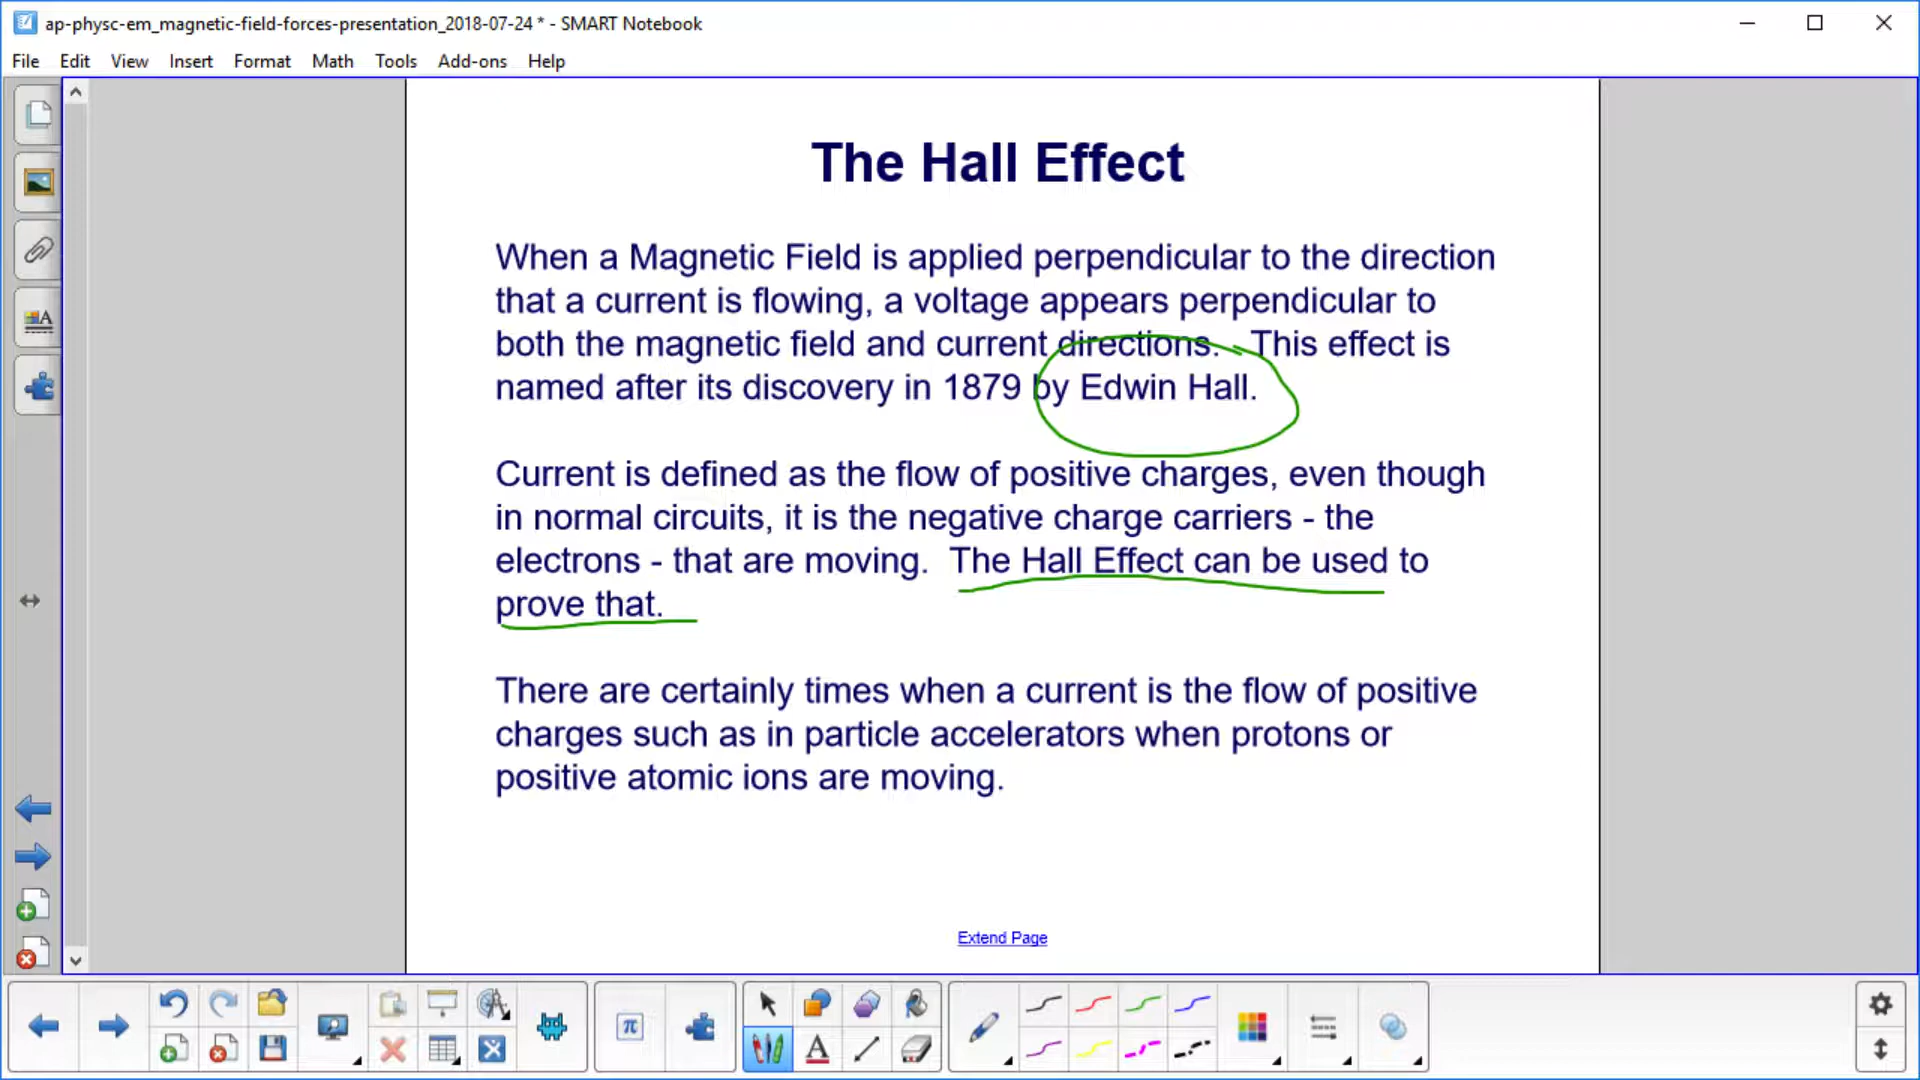 ap-physc-em_magnetic-field-forces-presentation_2018-07-24 * - SMART Notebook
File Edit View Insert Format Math Tools Add-ons Help
The Hall Effect
When a Magnetic Field is applied perpendicular to the direction
that a current is flowing, a voltage appears perpendicular to
both the magnetic field and current directions. This effect is
named after its discovery in 1879 by Edwin Hall.
Current is defined as the flow of positive charges, even though
in normal circuits, it is the negative charge carriers - the
electrons - that are moving. The Hall Effect can be used to
prove that.
There are certainly times when a current is the flow of positive
charges such as in particle accelerators when protons or
positive atomic ions are moving.
Extend Page